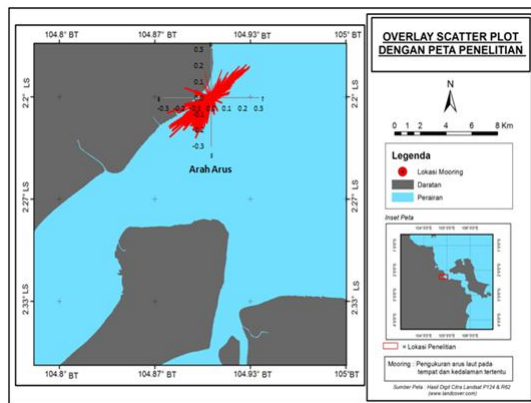 104.8° BT
104.87 °BT
104.93 °BT
105° BT
2.2° LS
2.27° LS
2.33° LS
2.2° LS
2.27° LS
2.33° LS
104.8° BT
104.87 °BT
104.93 °BT
105° BT
0.3
0.2
0.1
-0.3
-0.2
-0.1
0.1
0.2
0.3
-0.3
Arah Arus
OVERLAY SCATTER PLOT
DENGAN PETA PENELITIAN
N
0 2 4 6 8 Km
Legenda
Lokasi Mooring
Daratan
Perairan
Inset Peta
= Lokasi Penelitian
Mooring : Pengukuran arus laut pada
tempat dan kedalaman tertentu
Sumber Peta : Hasil Digit Citra Landsat P124 & R62
(www.landcover.com)